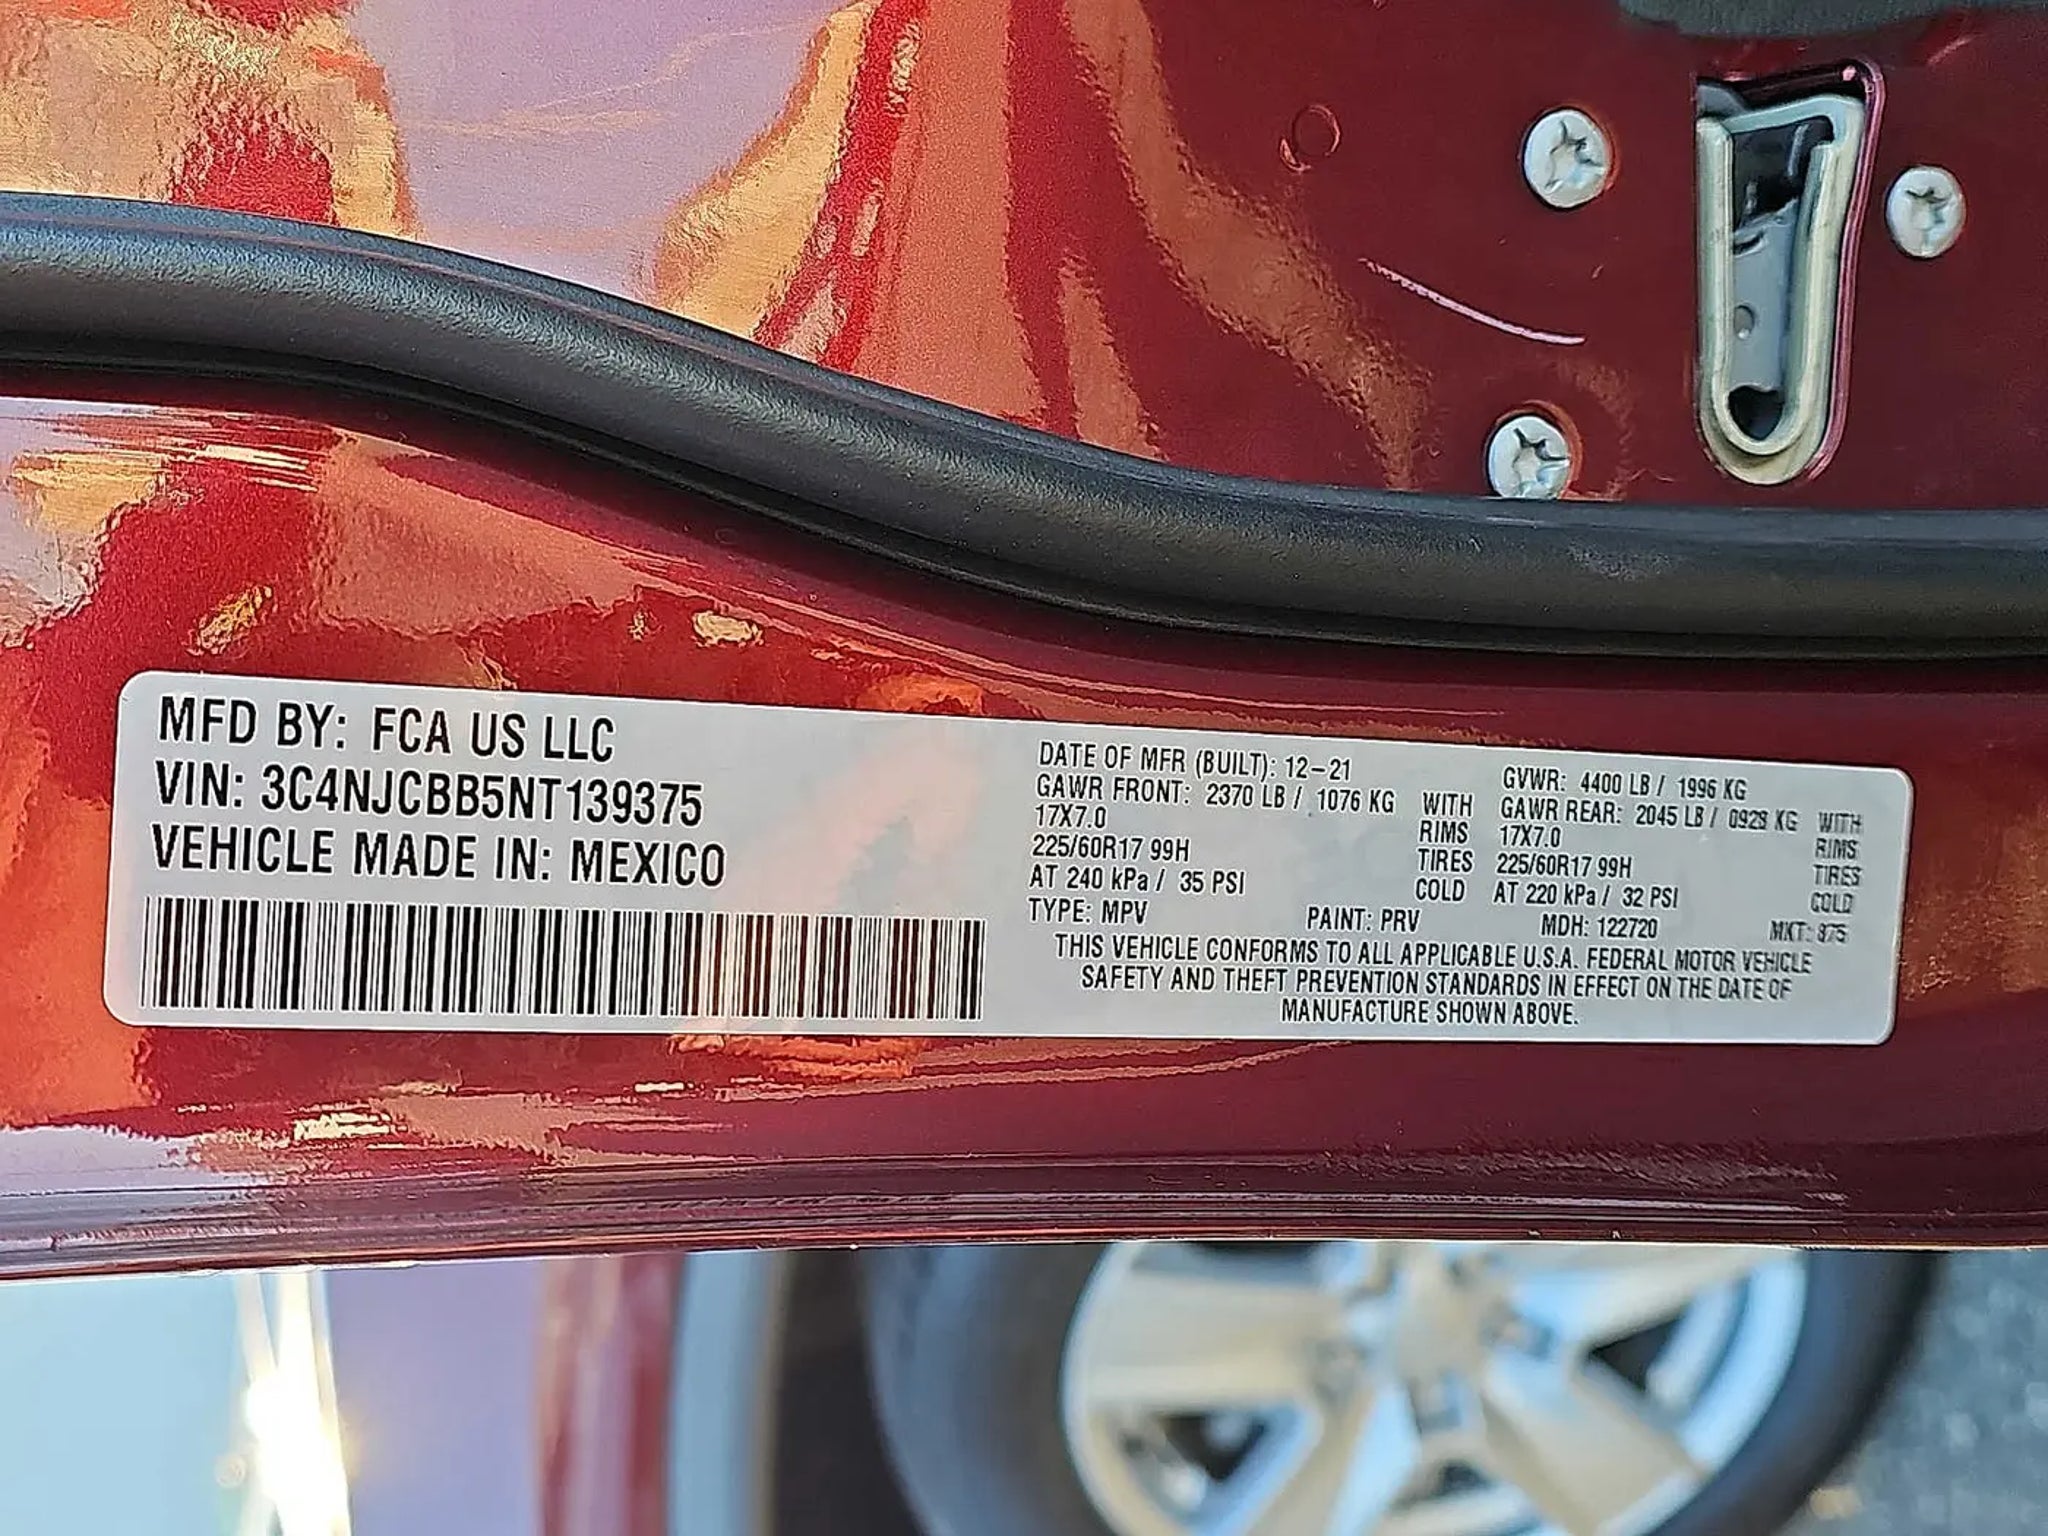 MFD BY: FCA US LLC
VIN: 3C4NJCBB5NT139375
VEHICLE MADE IN: MEXICO
DATE OF MFR (BUILT): 12-21 GVWR: 4400 LB / 1996 KG
GAWR FRONT: 2370 LB / 1076 KG WITH GAWR REAR: 2045 LB / 0928 KG WITH
17X7.0 RIMS 17X7.0 RIMS
225/60R17 99H TIRES 225/60R17 99H TIRES
AT 240 kPa / 35 PSI COLD AT 220 kPa / 32 PSI COLD
TYPE: MPV PAINT: PRV MDH: 122720 MKT: 875
THIS VEHICLE CONFORMS TO ALL APPLICABLE U.S.A. FEDERAL MOTOR VEHICLE
SAFETY AND THEFT PREVENTION STANDARDS IN EFFECT ON THE DATE OF
MANUFACTURE SHOWN ABOVE.